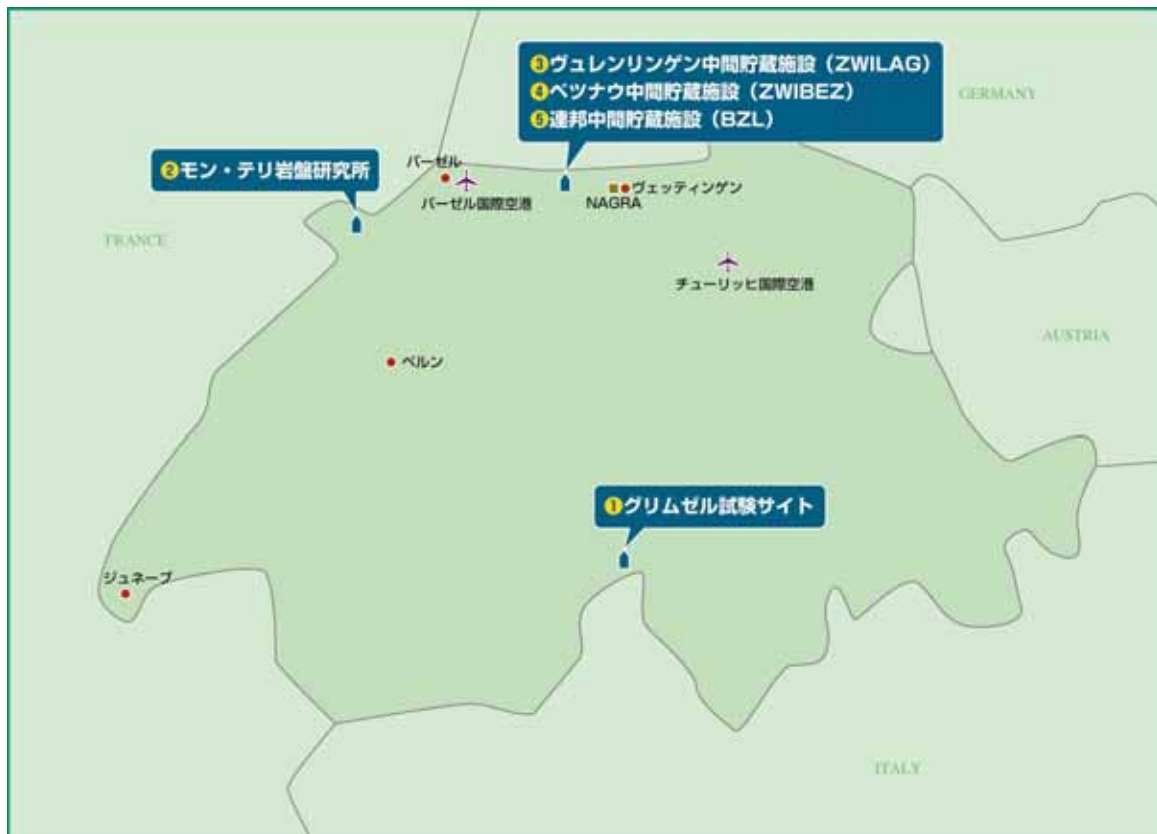 ❸ヴュレンリンゲン中間貯蔵施設（ZWILAG）
❹ベツナウ中間貯蔵施設（ZWIBEZ）
❺連邦中間貯蔵施設（BZL）
GERMANY
❷モン・テリ岩盤研究所
バーゼル
バーゼル国際空港
ヴェッティンゲン
NAGRA
TRANCE
チューリッヒ国際空港
AUSTRIA
ベルン
❶グリムゼル試験サイト
ジュネーブ
ITALY